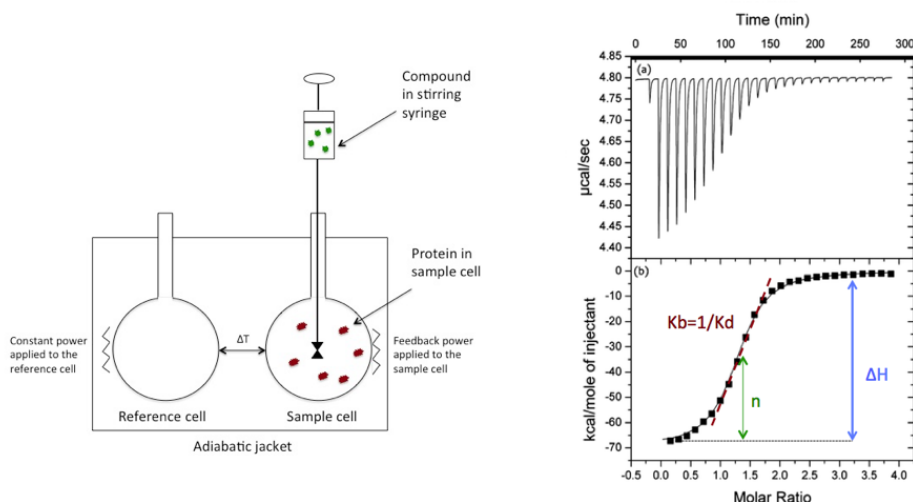 Compound
in stirring
syringe
Protein in
sample cell
Constant power
applied to the
reference cell
ΔT
Feedback power
applied to the
sample cell
Reference cell
Sample cell
Adiabatic jacket
Time (min)
0 50 100 150 200 250 300
(a)
4.85
4.80
4.75
4.70
4.65
4.60
4.55
4.50
4.45
4.40
µcal/sec
(b)
0
-10
-20
-30
-40
-50
-60
-70
kcal/mole of injectant
Kb=1/Kd
n
ΔH
-0.5 0.0 0.5 1.0 1.5 2.0 2.5 3.0 3.5 4.0
Molar Ratio